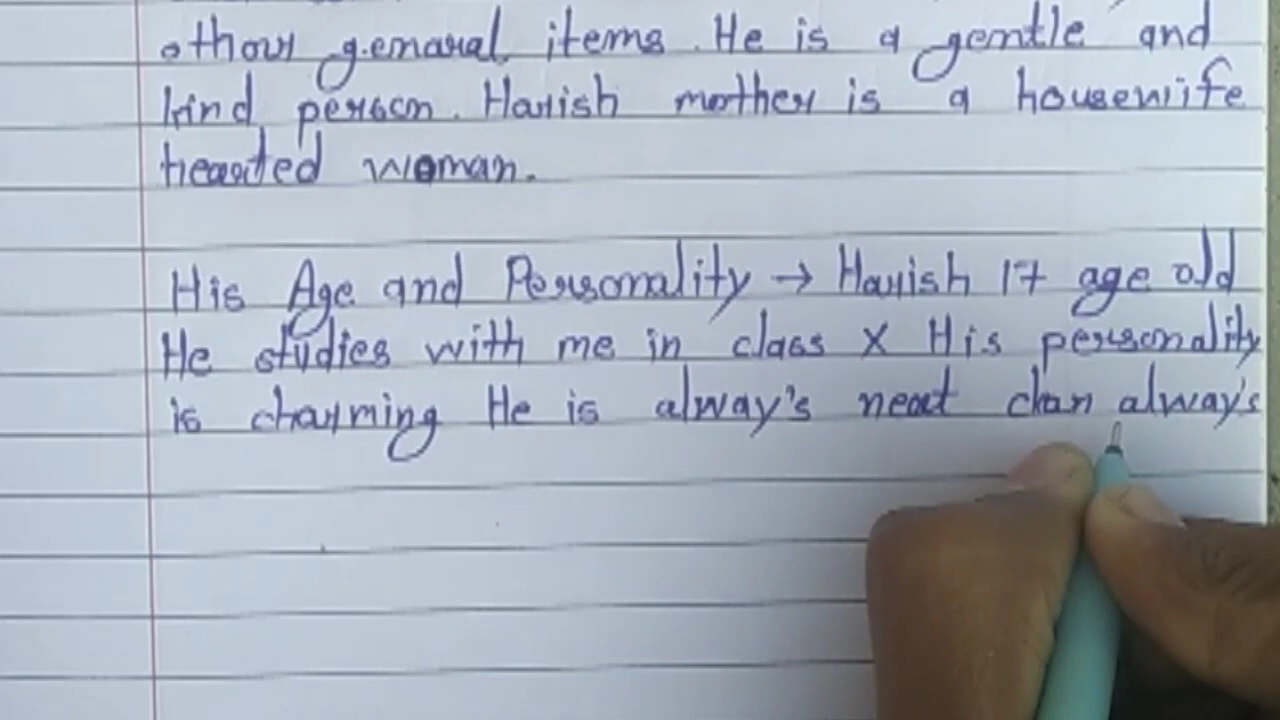 othour genaral items. He is a gentle and
kind person. Harish mother is a housewife
hearted woman.
His Age and Personality → Harish 17 age old
He studies with me in class X His personality
is charming He is alway's neat clan alway's